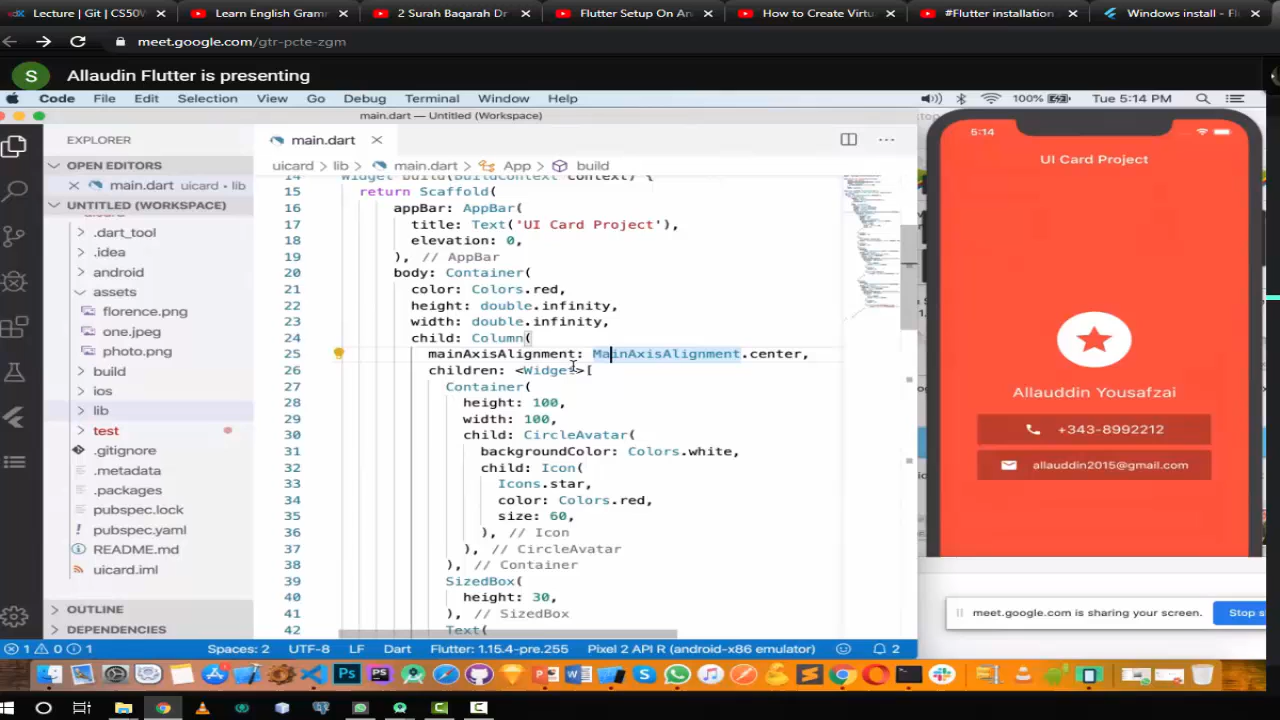 Lecture | Git | CS50W
Learn English Gramm
2 Surah Baqarah Dr
Flutter Setup On An
How to Create Virtu
#Flutter installation
Windows install - Fl
meet.google.com/gtr-pcte-zgm
S
Allaudin Flutter is presenting
Code File Edit Selection View Go Debug Terminal Window Help
100% Tue 5:14 PM
main.dart — Untitled (Workspace)
EXPLORER
OPEN EDITORS
main.dart uicard • lib
UNTITLED (WORKSPACE)
.dart_tool
.idea
android
assets
florence.png
one.jpeg
photo.png
build
ios
lib
test
.gitignore
.metadata
.packages
pubspec.lock
pubspec.yaml
README.md
uicard.iml
OUTLINE
DEPENDENCIES
main.dart
uicard › lib › main.dart › App › build
14 Widget build(BuildContext context) {
15 return Scaffold(
16 appBar: AppBar(
17 title: Text('UI Card Project'),
18 elevation: 0,
19 ), // AppBar
20 body: Container(
21 color: Colors.red,
22 height: double.infinity,
23 width: double.infinity,
24 child: Column(
25 mainAxisAlignment: MainAxisAlignment.center,
26 children: <Widget>[
27 Container(
28 height: 100,
29 width: 100,
30 child: CircleAvatar(
31 backgroundColor: Colors.white,
32 child: Icon(
33 Icons.star,
34 color: Colors.red,
35 size: 60,
36 ), // Icon
37 ), // CircleAvatar
38 ), // Container
39 SizedBox(
40 height: 30,
41 ), // SizedBox
42 Text(
5:14
UI Card Project
Allauddin Yousafzai
+343-8992212
allauddin2015@gmail.com
meet.google.com is sharing your screen.
Stop s
1 0 1 Spaces: 2 UTF-8 LF Dart Flutter: 1.15.4-pre.255 Pixel 2 API R (android-x86 emulator) 2
Ps PS